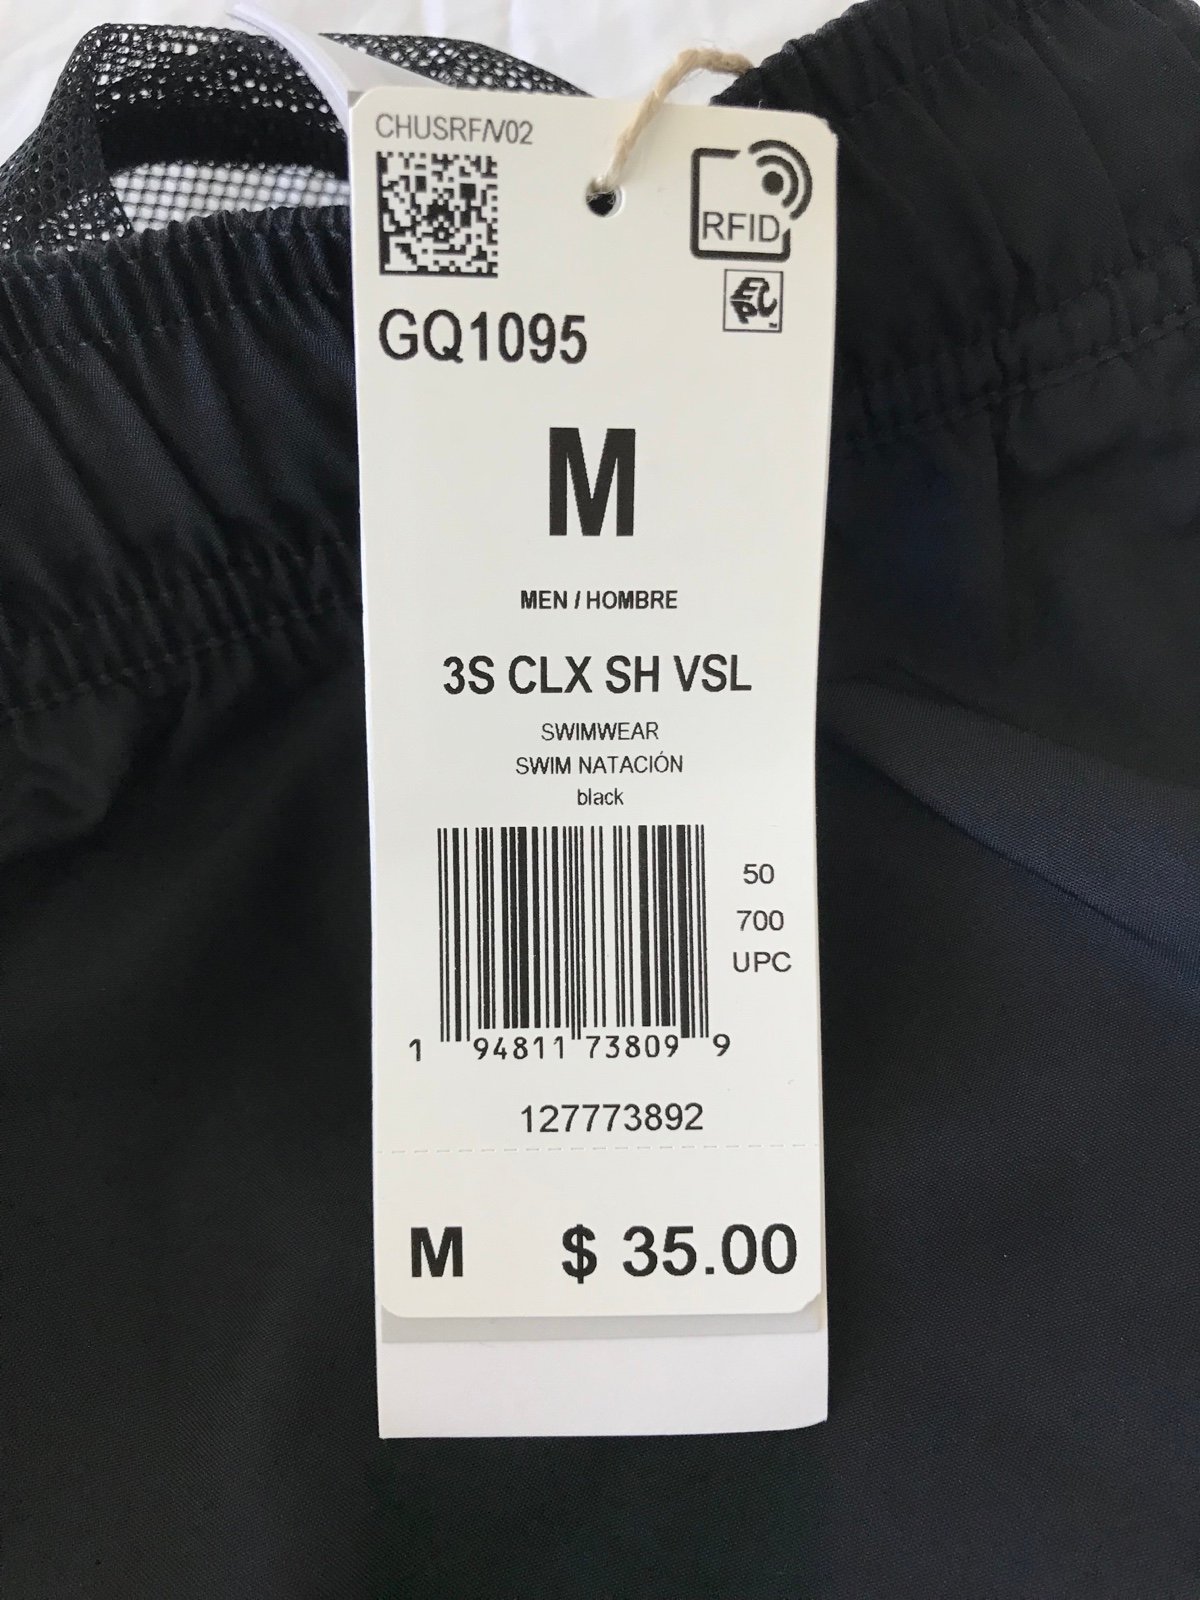 CHUSRF/V02
RFID
EPC
GQ1095
M
MEN / HOMBRE
3S CLX SH VSL
SWIMWEAR
SWIM NATACIÓN
black
50
700
UPC
1 94811 73809 9
127773892
M $ 35.00